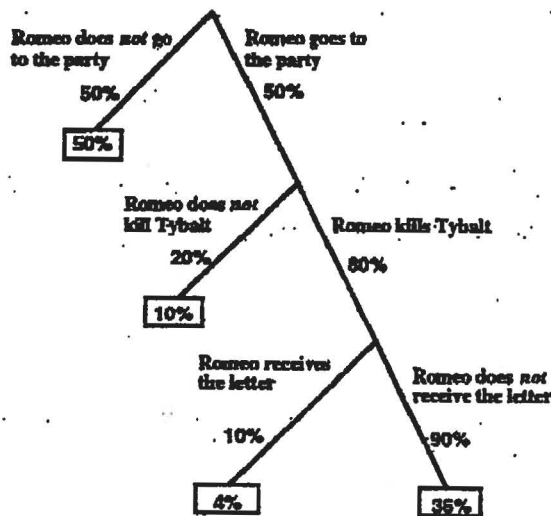 Romeo does not go
to the party
50%
Romeo goes to
the party
50%
50%
Romeo does not
kill Tybalt
20%
Romeo kills Tybalt
80%
10%
Romeo receives
the letter
10%
Romeo does not
receive the letter
90%
4%
36%